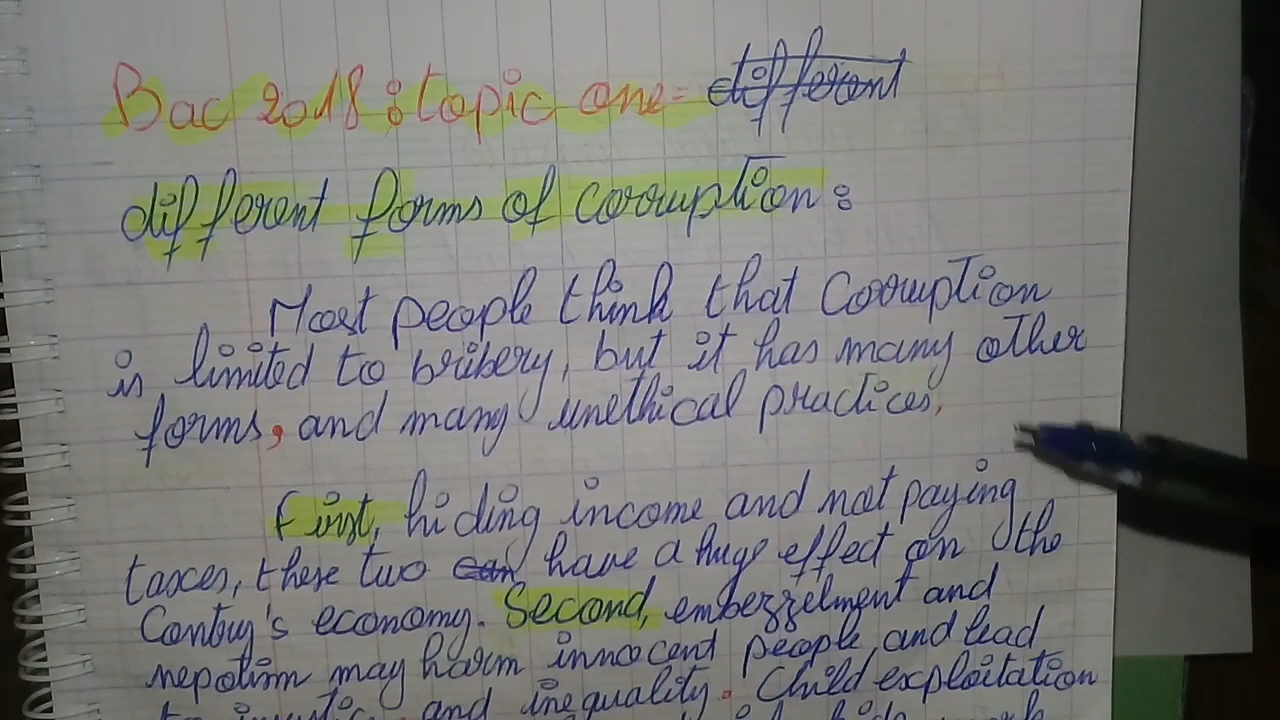 Bac 2018 : topic one = different
different forms of corruption :
Most people think that Corruption
is limited to bribery, but it has many other
forms, and many unethical practices,
First, hiding income and not paying
taxes, these two can have a huge effect on the
Contry's economy. Second, embezzelment and
nepotism may harm innocent people, and lead
to and inequality. Child exploitation